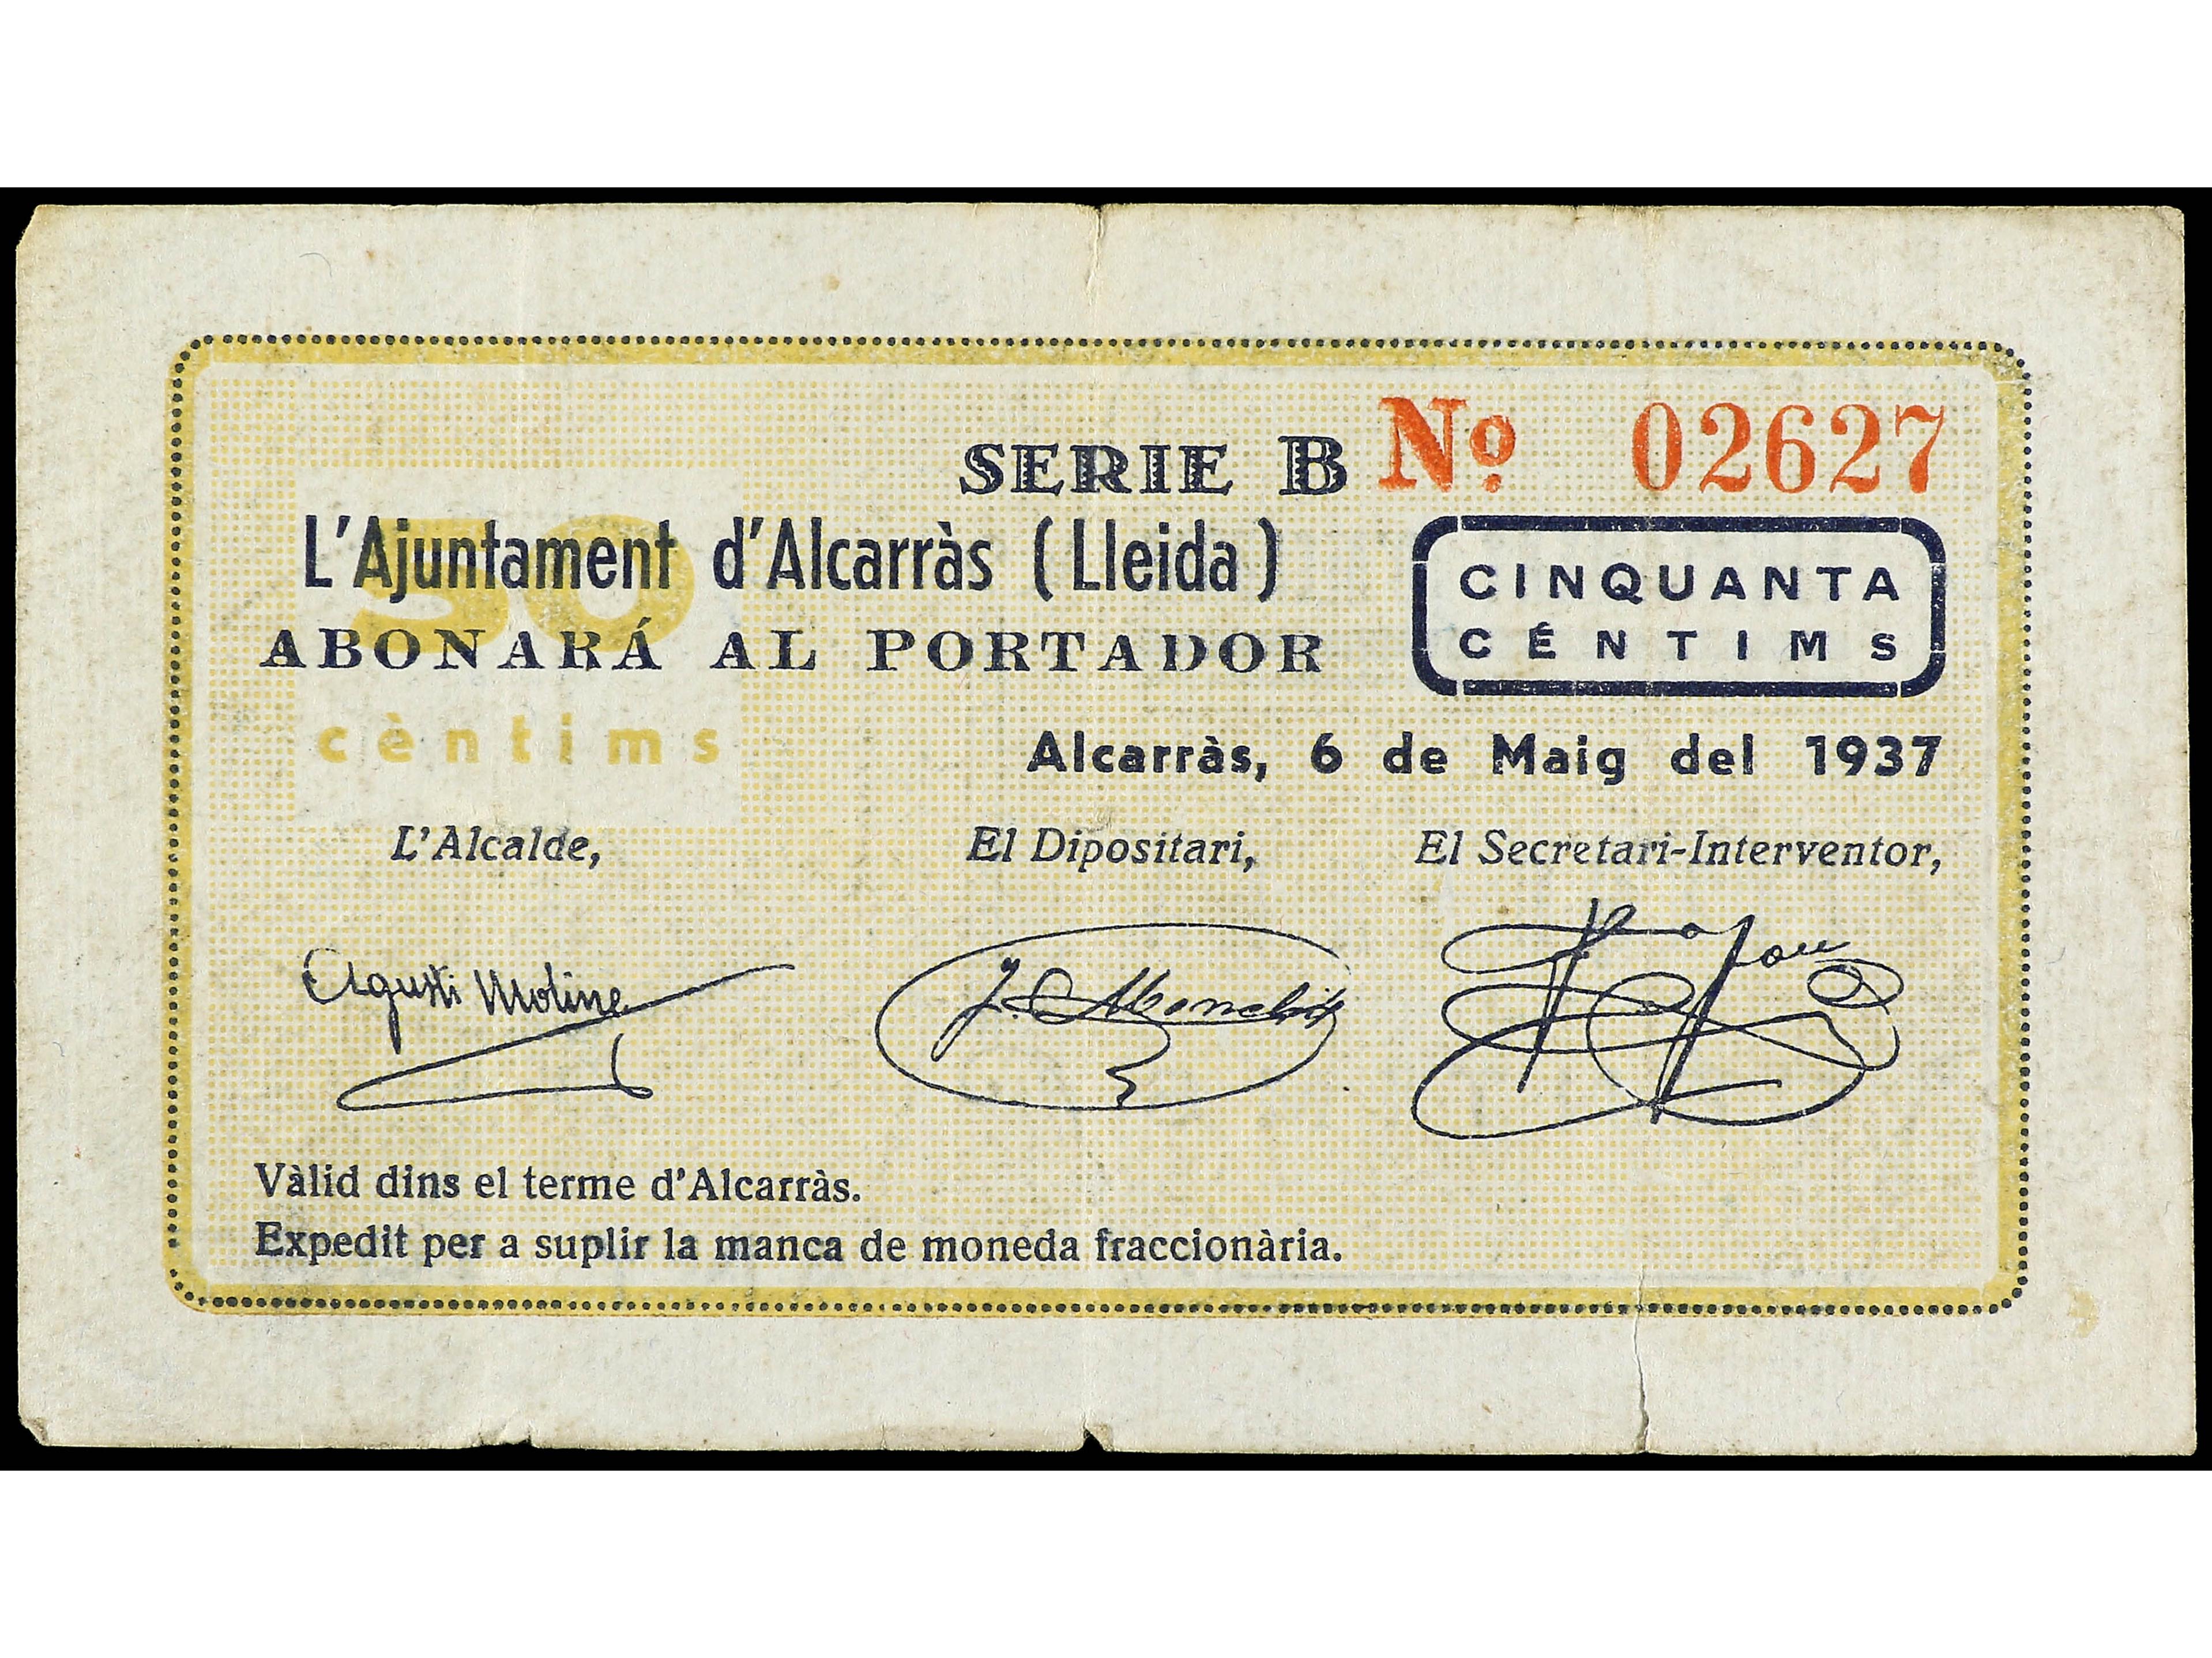 SERIE B Nº 02627
L'Ajuntament d'Alcarràs (Lleida)
ABONARÁ AL PORTADOR
CINQUANTA
CÉNTIMS
50
cèntims
Alcarràs, 6 de Maig del 1937
L'Alcalde, El Dipositari, El Secretari-Interventor,
Agustí Moline
Vàlid dins el terme d'Alcarràs.
Expedit per a suplir la manca de moneda fraccionària.